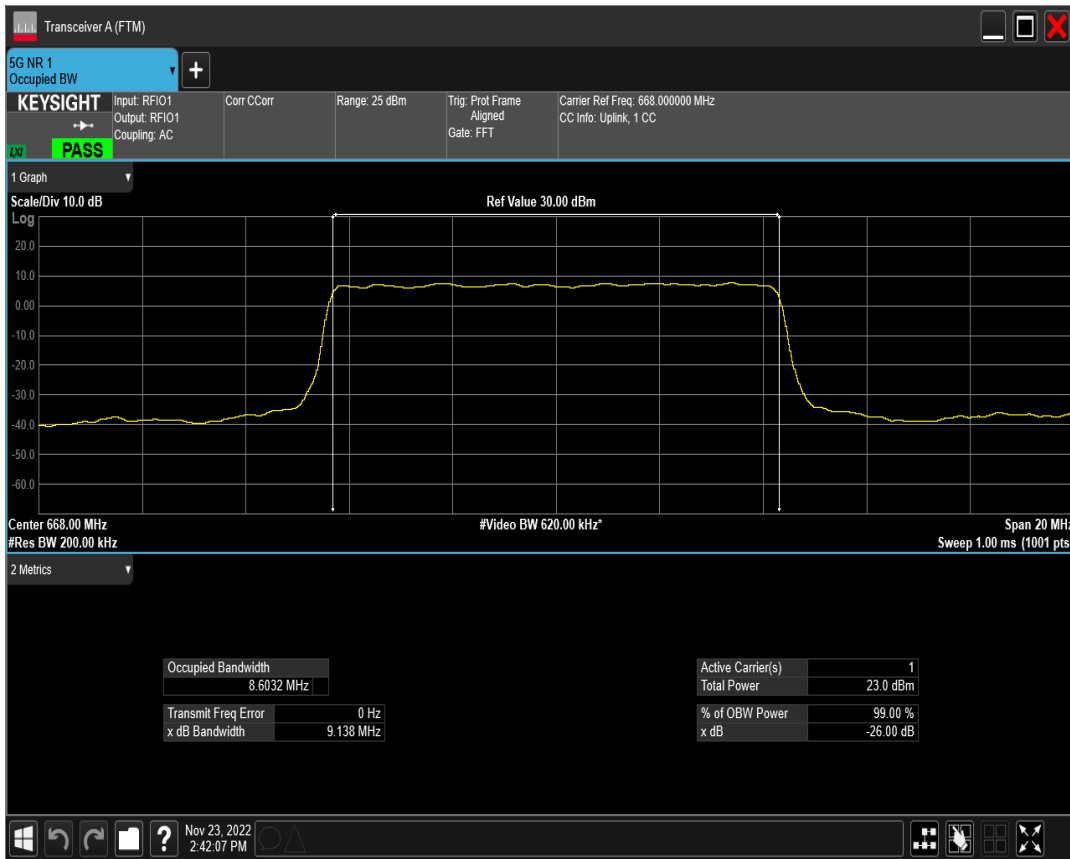 Transceiver A (FTM)
5G NR 1
Occupied BW
+
KEYSIGHT
LXI
PASS
Input: RFIO1
Output: RFIO1
Coupling: AC
Corr CCorr
Range: 25 dBm
Trig: Prot Frame
Aligned
Gate: FFT
Carrier Ref Freq: 668.000000 MHz
CC Info: Uplink, 1 CC
1 Graph
Scale/Div 10.0 dB
Ref Value 30.00 dBm
Log
20.0
10.0
0.00
-10.0
-20.0
-30.0
-40.0
-50.0
-60.0
Center 668.00 MHz
#Video BW 620.00 kHz*
Span 20 MHz
#Res BW 200.00 kHz
Sweep 1.00 ms (1001 pts
2 Metrics
Occupied Bandwidth
8.6032 MHz
Transmit Freq Error 0 Hz
x dB Bandwidth 9.138 MHz
Active Carrier(s) 1
Total Power 23.0 dBm
% of OBW Power 99.00 %
x dB -26.00 dB
?
Nov 23, 2022
2:42:07 PM